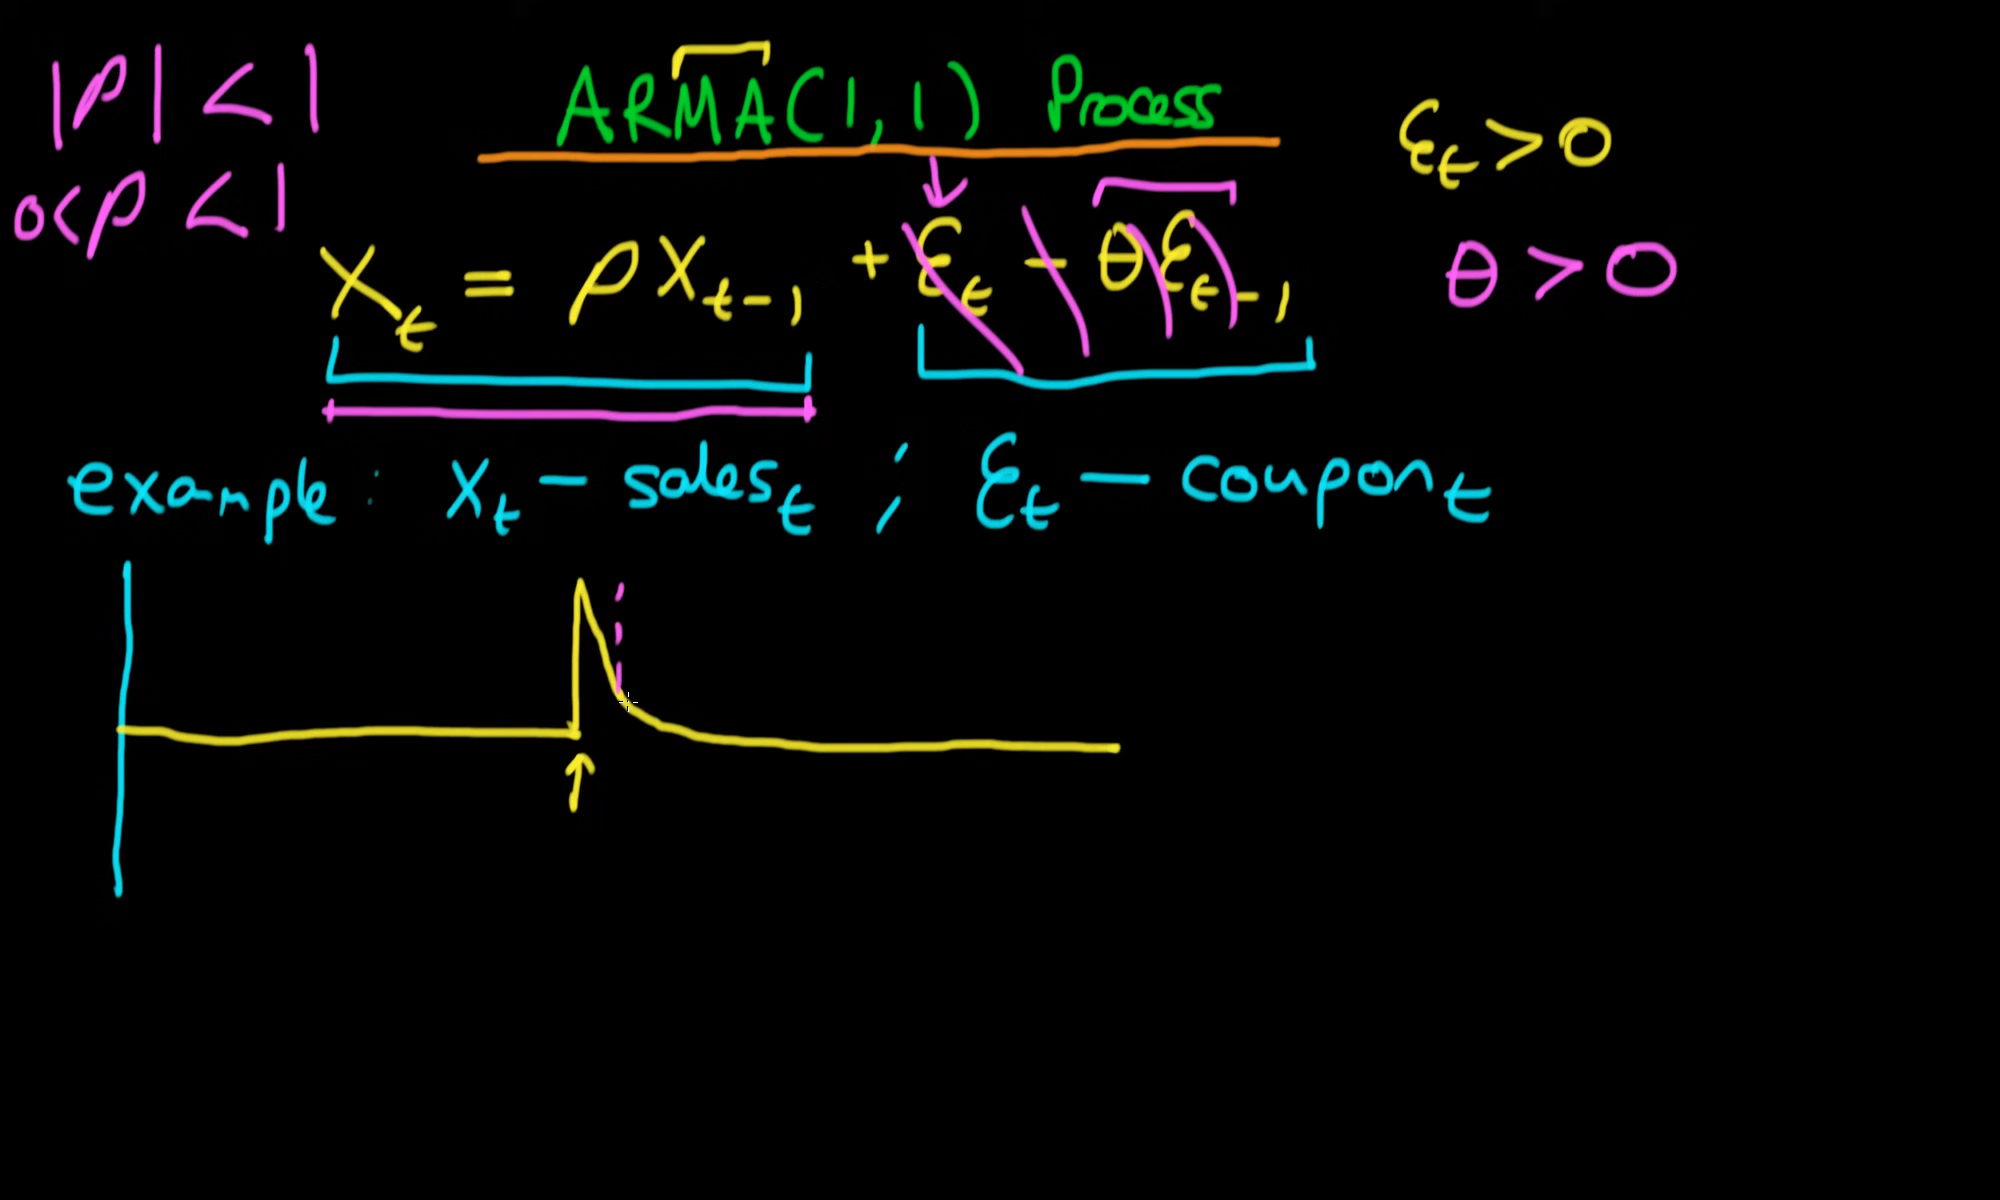 |ρ| < 1
ARMA(1,1) Process
εt > 0
0<ρ < 1
Xt = ρXt-1 + εt - θεt-1
θ > 0
example: Xt - salest ; εt - coupont